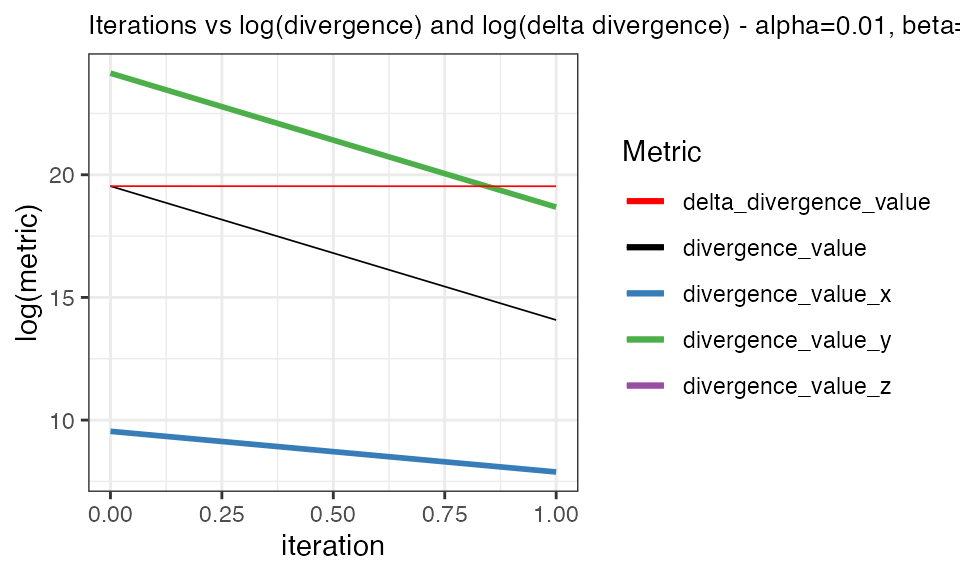 Iterations vs log(divergence) and log(delta divergence) - alpha=0.01, beta=
log(metric)
20
15
10
0.00 0.25 0.50 0.75 1.00
iteration
Metric
delta_divergence_value
divergence_value
divergence_value_x
divergence_value_y
divergence_value_z